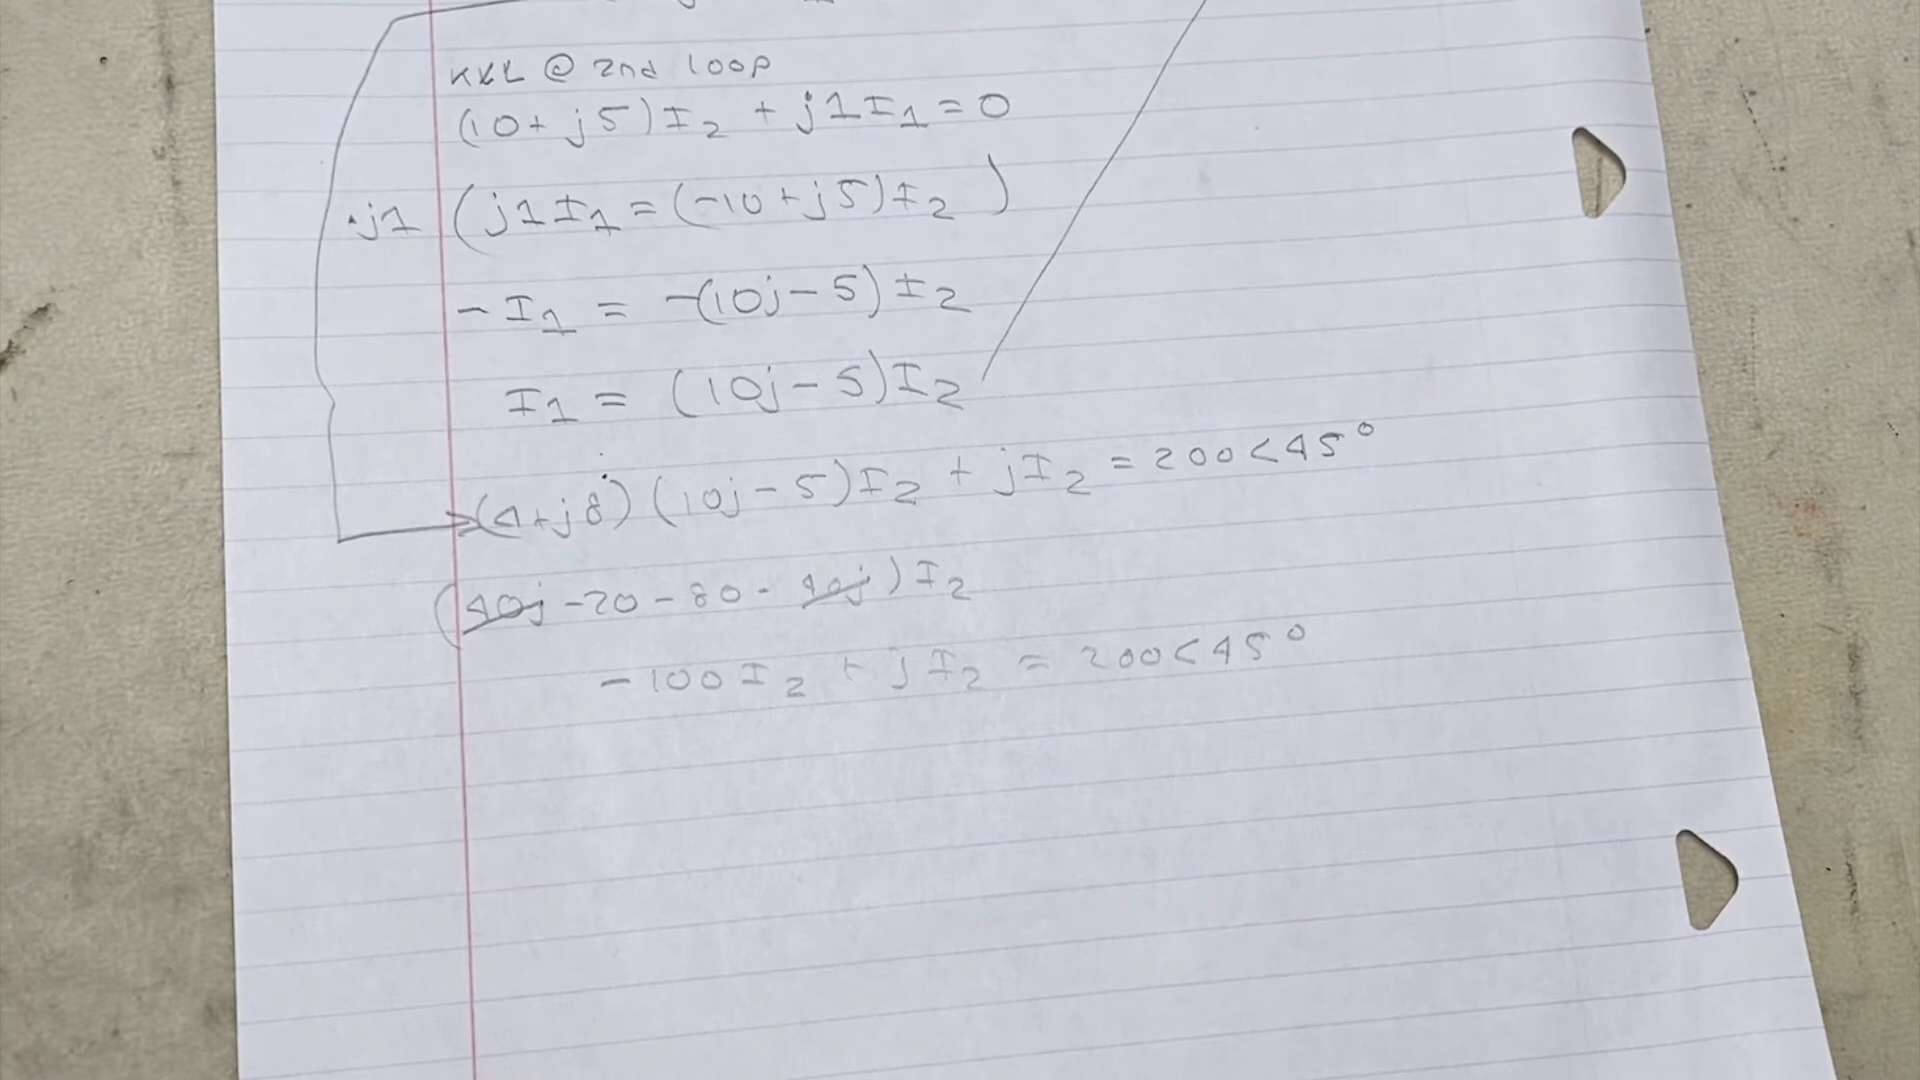 KVL @ 2nd loop
(10+j5)I₂ + j1I₁ = 0
·j1 (j1I₁ = (-10+j5)I₂)
-I₁ = -(10j-5)I₂
I₁ = (10j-5)I₂
(4+j8)(10j-5)I₂ + jI₂ = 200<45°
(40j-20-80-40j)I₂
-100I₂ + jI₂ = 200<45°